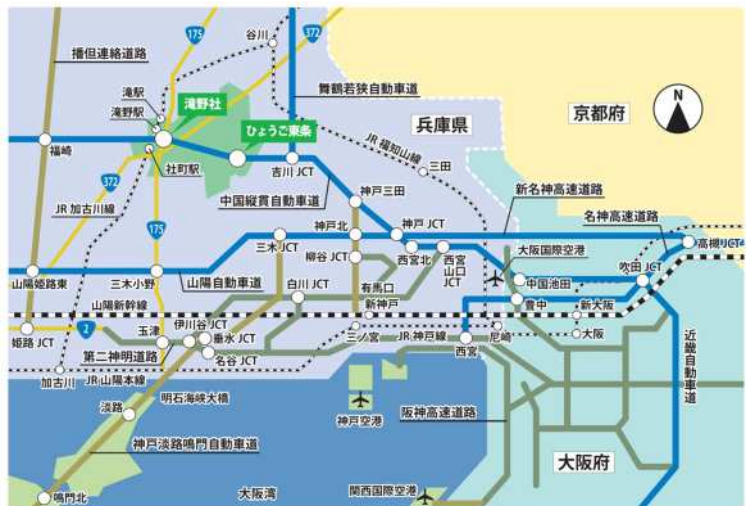 175
372
谷川
播但連絡道路
滝駅
滝野社
舞鶴若狭自動車道
京都府
N
滝野駅
ひょうご東条
兵庫県
福崎
社町駅
吉川 JCT
JR 福知山線
三田
372
中国縦貫自動車道
神戸三田
新名神高速道路
JR 加古川線
175
神戸北
神戸 JCT
名神高速道路
三木 JCT
大阪国際空港
高槻 JCT
柳谷 JCT
西宮北
西宮
山口
JCT
吹田 JCT
山陽姫路東
三木小野
山陽自動車道
白川 JCT
有馬口
中国池田
山陽新幹線
新神戸
豊中
新大阪
2
姫路 JCT
玉津
伊川谷 JCT
垂水 JCT
三ノ宮
JR 神戸線
尼崎
大阪
第二神明道路
名谷 JCT
西宮
近畿自動車道
加古川
JR 山陽本線
明石海峡大橋
淡路
神戸空港
阪神高速道路
神戸淡路鳴門自動車道
大阪府
鳴門北
大阪湾
関西国際空港